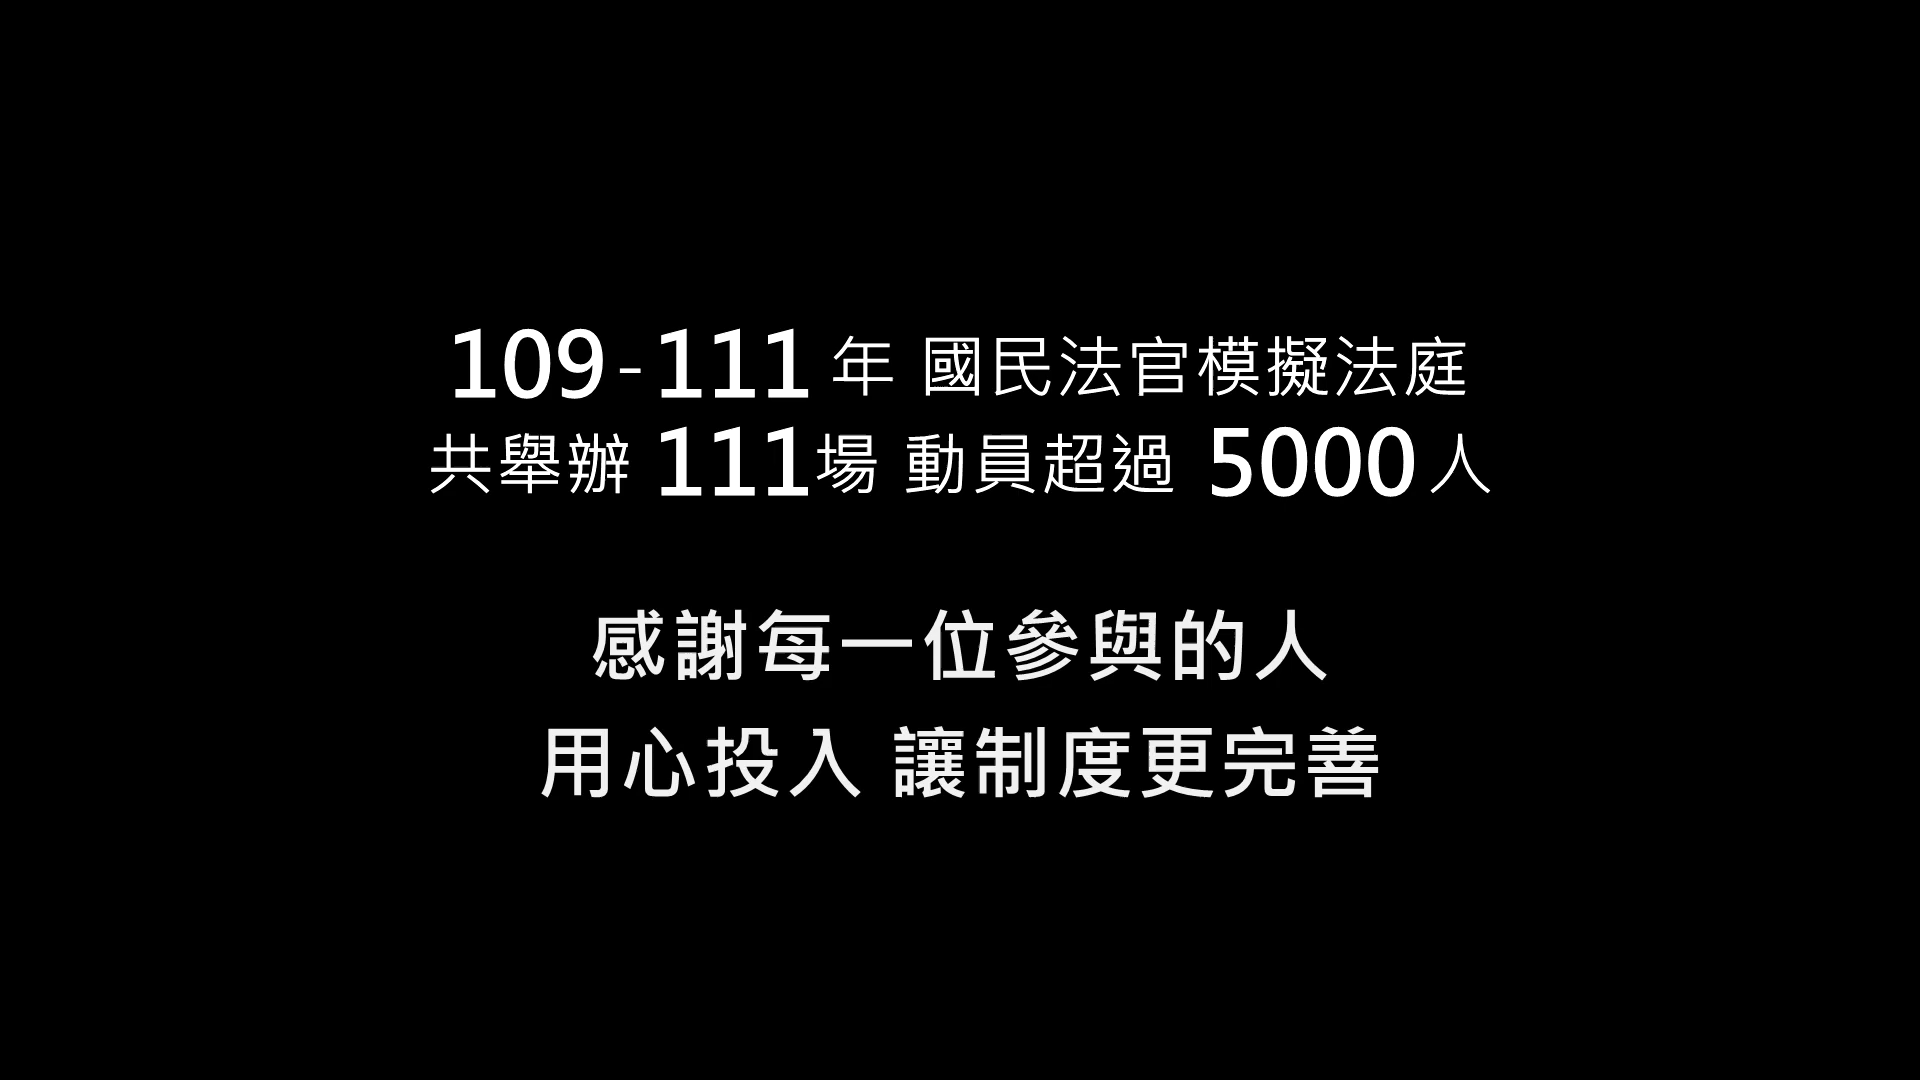 109-111 年 國民法官模擬法庭
共舉辦 111場 動員超過 5000 人
感謝每一位參與的人
用心投入 讓制度更完善